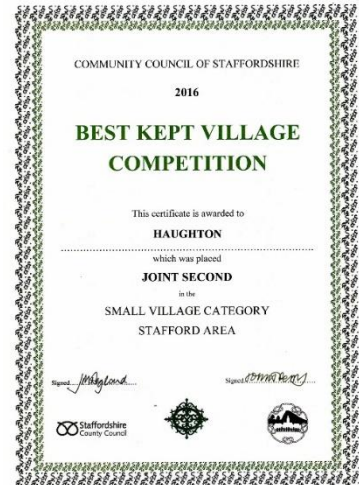 COMMUNITY COUNCIL OF STAFFORDSHIRE
2016
BEST KEPT VILLAGE
COMPETITION
This certificate is awarded to
HAUGHTON
which was placed
JOINT SECOND
in the
SMALL VILLAGE CATEGORY
STAFFORD AREA
Signed Signed
Staffordshire
County Council